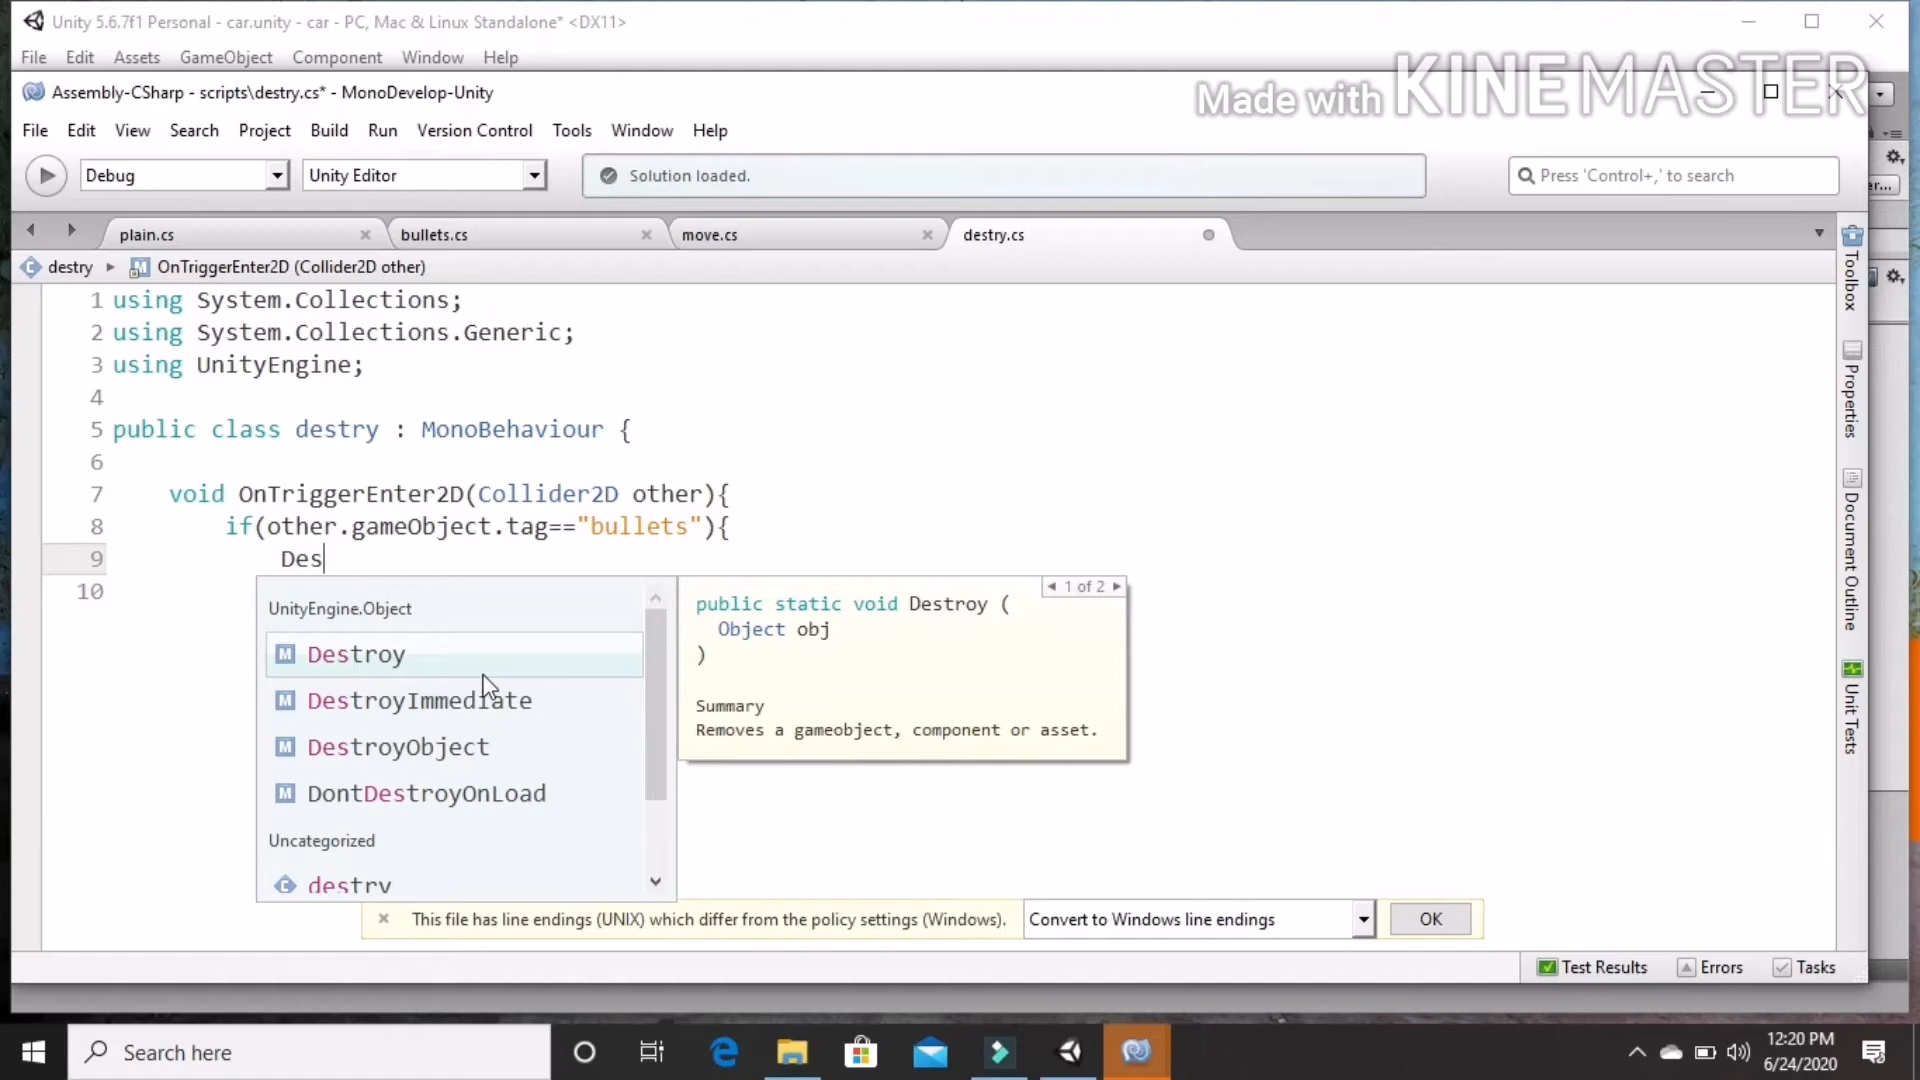 Unity 5.6.7f1 Personal - car.unity - car - PC, Mac & Linux Standalone* <DX11>
File Edit Assets GameObject Component Window Help
Made with KINEMASTER
Assembly-CSharp - scripts\destry.cs* - MonoDevelop-Unity
File Edit View Search Project Build Run Version Control Tools Window Help
Debug Unity Editor Solution loaded. Press 'Control+,' to search
er...
plain.cs bullets.cs move.cs destry.cs
destry OnTriggerEnter2D (Collider2D other)
1 using System.Collections;
2 using System.Collections.Generic;
3 using UnityEngine;
4
5 public class destry : MonoBehaviour {
6
7 void OnTriggerEnter2D(Collider2D other){
8 if(other.gameObject.tag=="bullets"){
9 Des
10
UnityEngine.Object
Destroy
DestroyImmediate
DestroyObject
DontDestroyOnLoad
Uncategorized
destry
1 of 2
public static void Destroy (
Object obj
)
Summary
Removes a gameobject, component or asset.
Toolbox
Properties
Document Outline
Unit Tests
This file has line endings (UNIX) which differ from the policy settings (Windows). Convert to Windows line endings OK
Test Results Errors Tasks
Search here
12:20 PM
6/24/2020